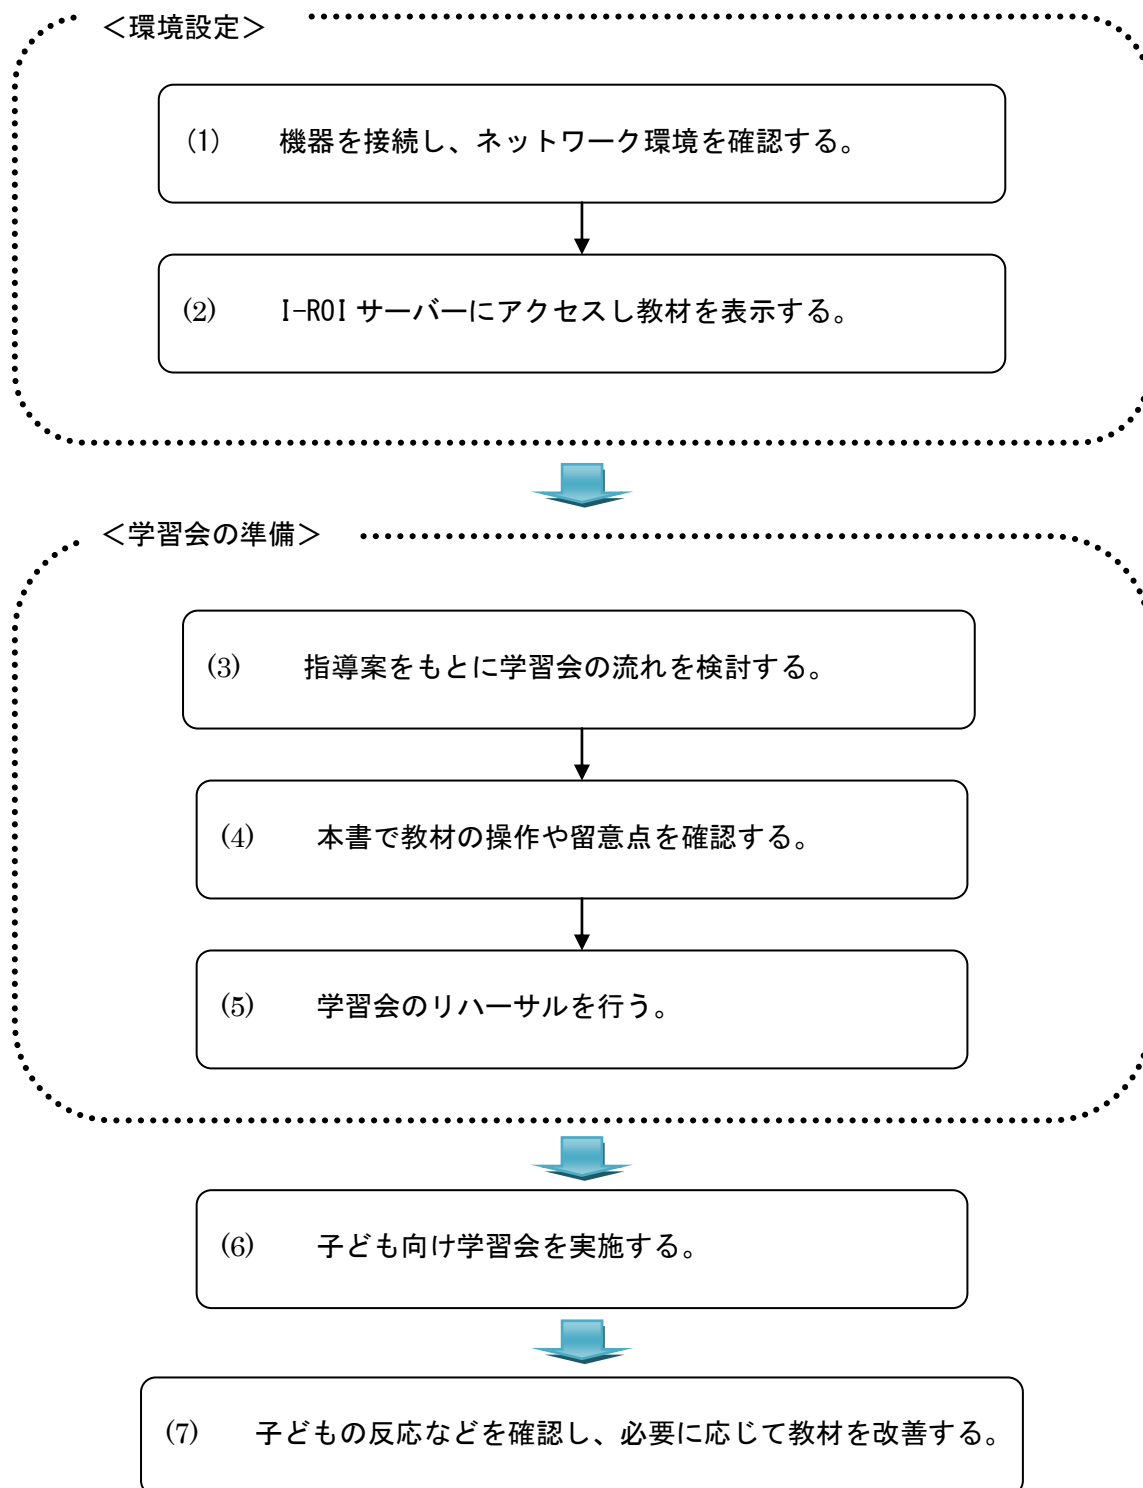 ＜環境設定＞
(1) 機器を接続し、ネットワーク環境を確認する。
(2) I-ROI サーバーにアクセスし教材を表示する。
＜学習会の準備＞
(3) 指導案をもとに学習会の流れを検討する。
(4) 本書で教材の操作や留意点を確認する。
(5) 学習会のリハーサルを行う。
(6) 子ども向け学習会を実施する。
(7) 子どもの反応などを確認し、必要に応じて教材を改善する。